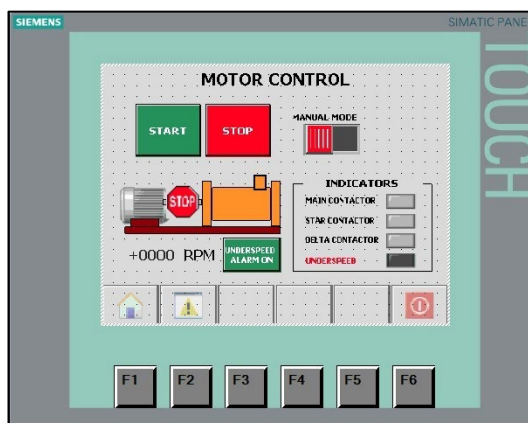 SIEMENS
SIMATIC PANE
TOUCH
MOTOR CONTROL
START
STOP
MANUAL MODE
STOP
INDICATORS
MAIN CONTACTOR
STAR CONTACTOR
DELTA CONTACTOR
UNDERSPEED
+0000 RPM
UNDERSPEED
ALARM ON
F1
F2
F3
F4
F5
F6